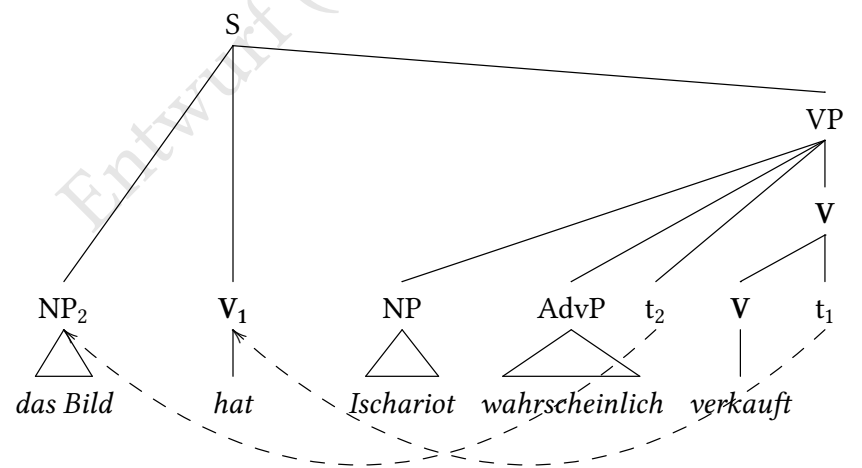 S
Entwurf (
VP
V
NP₂ V₁ NP AdvP t₂ V t₁
das Bild hat Ischariot wahrscheinlich verkauft